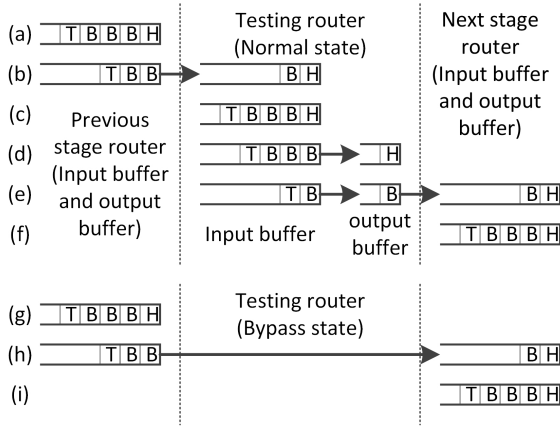 (a) T B B B H
Testing router
(Normal state)
Next stage
router
(Input buffer
and output
buffer)
(b) T B B B H
(c) T B B B H
Previous
stage router
(Input buffer
and output
buffer)
(d) T B B B H
(e) T B B B H
(f) T B B B H
Input buffer
output
buffer
(g) T B B B H
Testing router
(Bypass state)
(h) T B B B H
(i) T B B B H